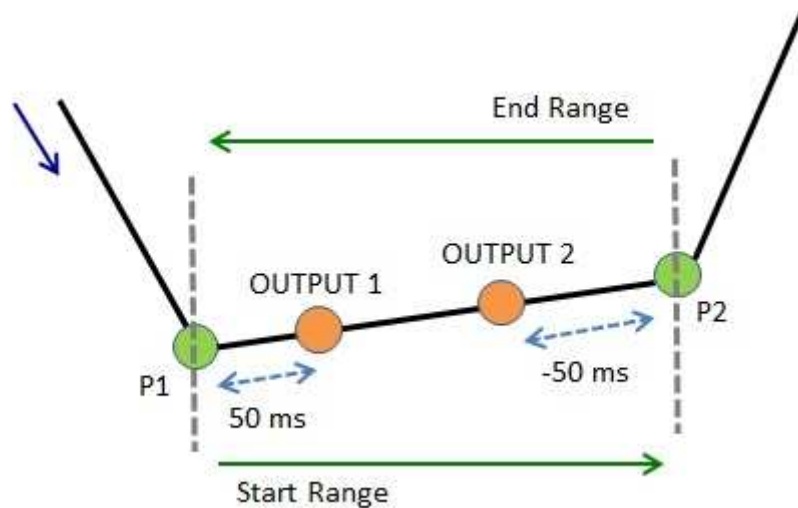 End Range
OUTPUT 2
OUTPUT 1
P2
P1
-50 ms
50 ms
Start Range